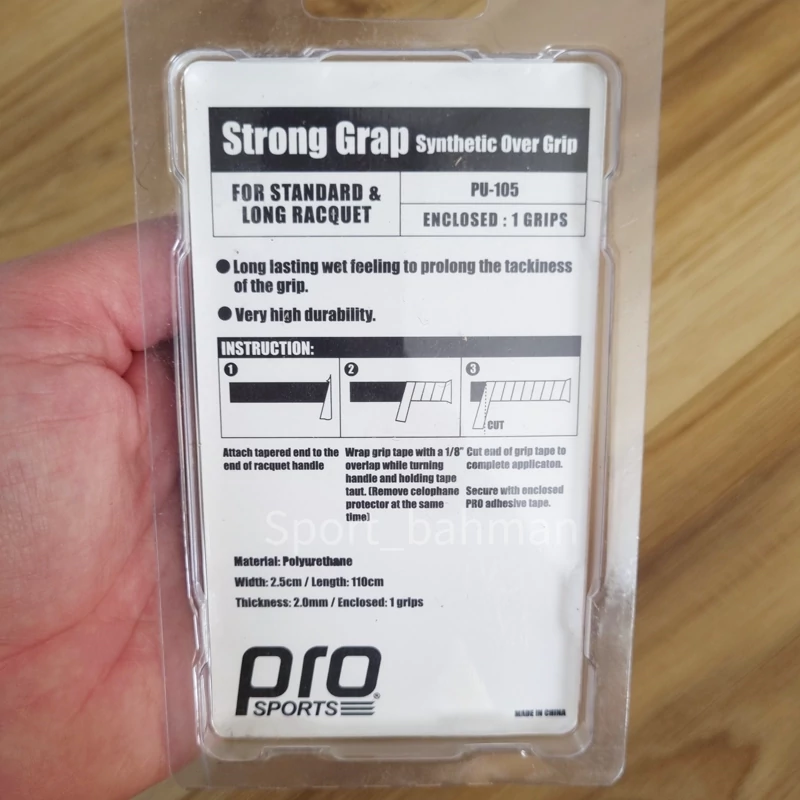 Strong Grap Synthetic Over Grip
FOR STANDARD &
LONG RACQUET
PU-105
ENCLOSED : 1 GRIPS
●Long lasting wet feeling to prolong the tackiness
of the grip.
●Very high durability.
INSTRUCTION:
1
2
3
CUT
Attach tapered end to the
end of racquet handle
Wrap grip tape with a 1/8"
overlap while turning
handle and holding tape
taut. (Remove celophane
protector at the same
time)
Cut end of grip tape to
complete applicaton.
Secure with enclosed
PRO adhesive tape.
Sport_bahman
Material: Polyurethane
Width: 2.5cm / Length: 110cm
Thickness: 2.0mm / Enclosed: 1 grips
pro®
SPORTS
MADE IN CHINA